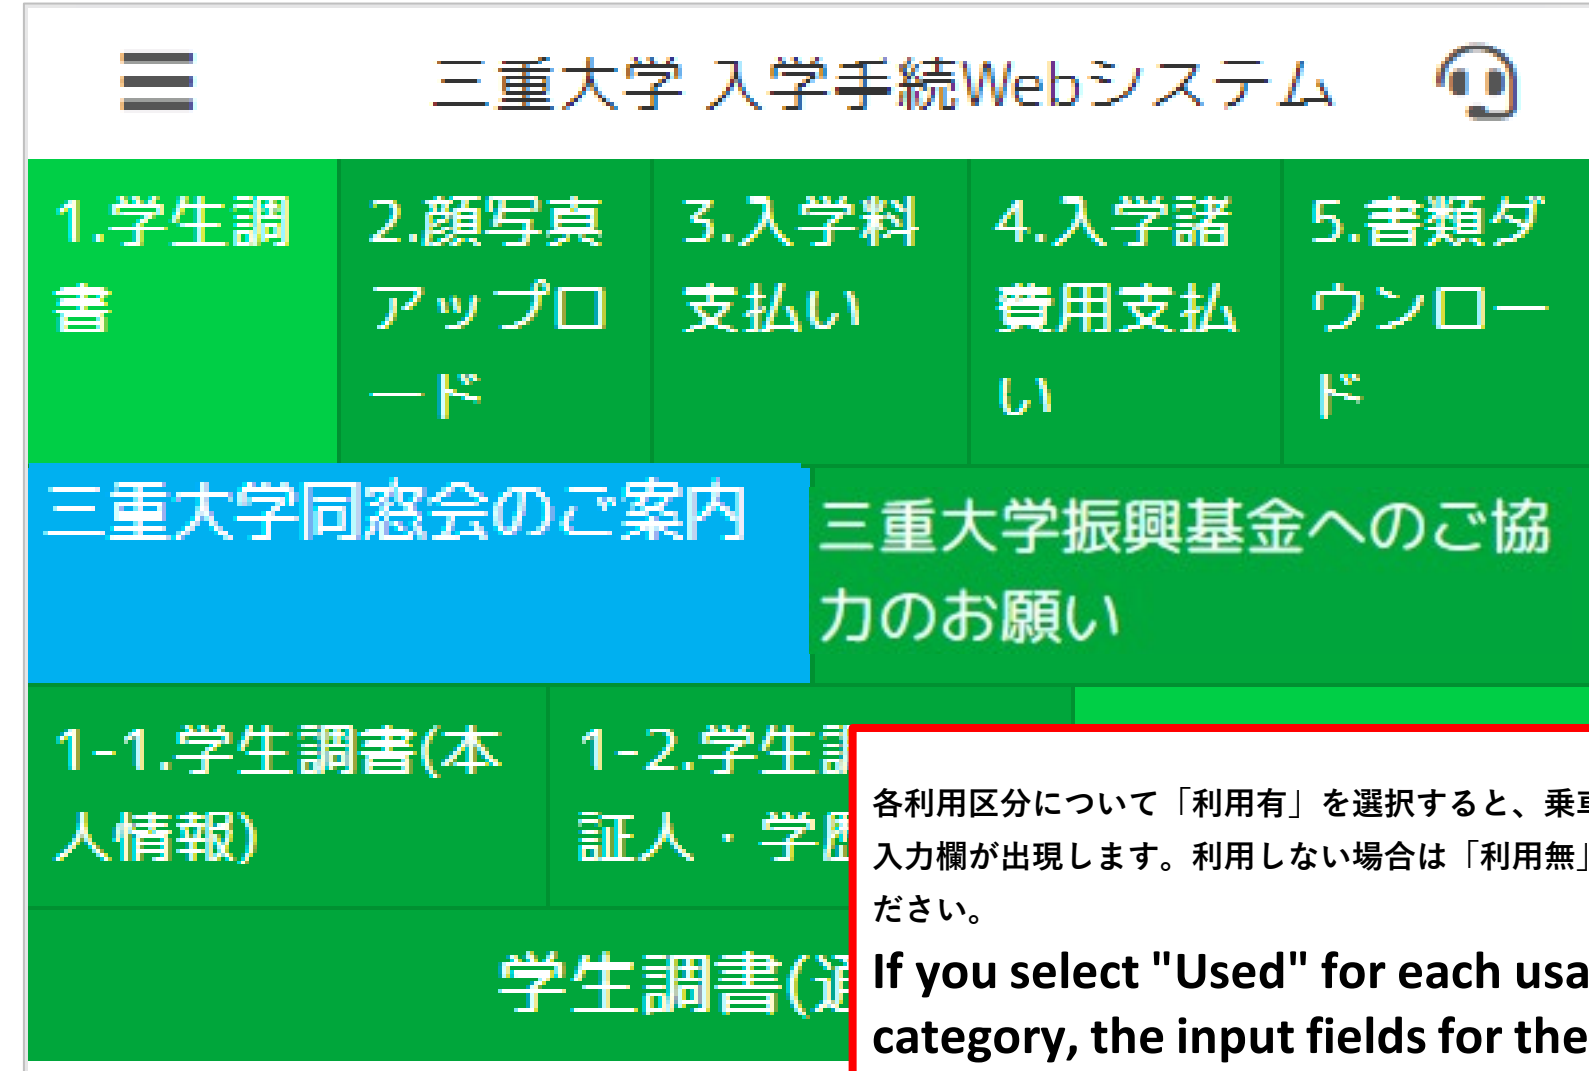 三重大学 入学手続Webシステム
1.学生調
書
2.顔写真
アップロ
ード
3.入学料
支払い
4.入学諸
費用支払
い
5.書類ダ
ウンロー
ド
三重大学同窓会のご案内
三重大学振興基金へのご協
力のお願い
1-1.学生調書(本
人情報)
1-2.学生調
証人・学歴
学生調書(通
各利用区分について「利用有」を選択すると、乗車
入力欄が出現します。利用しない場合は「利用無」
ださい。
If you select "Used" for each usa
category, the input fields for the